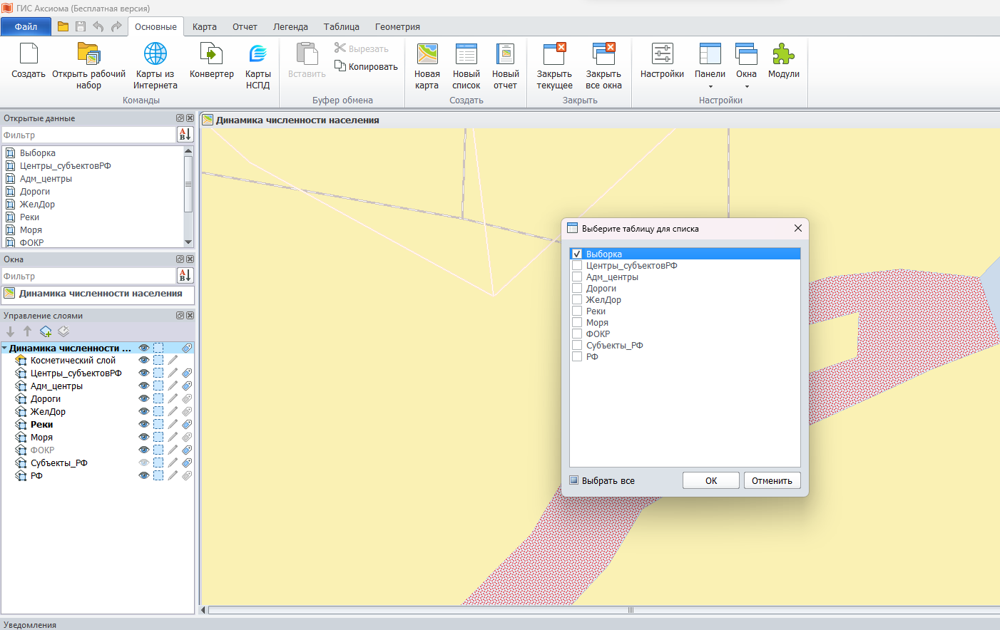 ГИС Аксиома (Бесплатная версия)
Файл
Основные
Карта
Отчет
Легенда
Таблица
Геометрия
Создать
Открыть рабочий
набор
Карты из
Интернета
Конвертер
Карты
НСПД
Команды
Вставить
Вырезать
Копировать
Буфер обмена
Новая
карта
Новый
список
Новый
отчет
Создать
Закрыть
текущее
Закрыть
все окна
Закрыть
Настройки
Панели
Окна
Модули
Настройки
Открытые данные
Фильтр
Выборка
Центры_субъектовРФ
Адм_центры
Дороги
ЖелДор
Реки
Моря
ФОКР
Окна
Фильтр
Динамика численности населения
Управление слоями
Динамика численности ...
Косметический слой
Центры_субъектовРФ
Адм_центры
Дороги
ЖелДор
Реки
Моря
ФОКР
Субъекты_РФ
РФ
Динамика численности населения
Выберите таблицу для списка
Выборка
Центры_субъектовРФ
Адм_центры
Дороги
ЖелДор
Реки
Моря
ФОКР
Субъекты_РФ
РФ
Выбрать все
ОК
Отменить
Уведомления